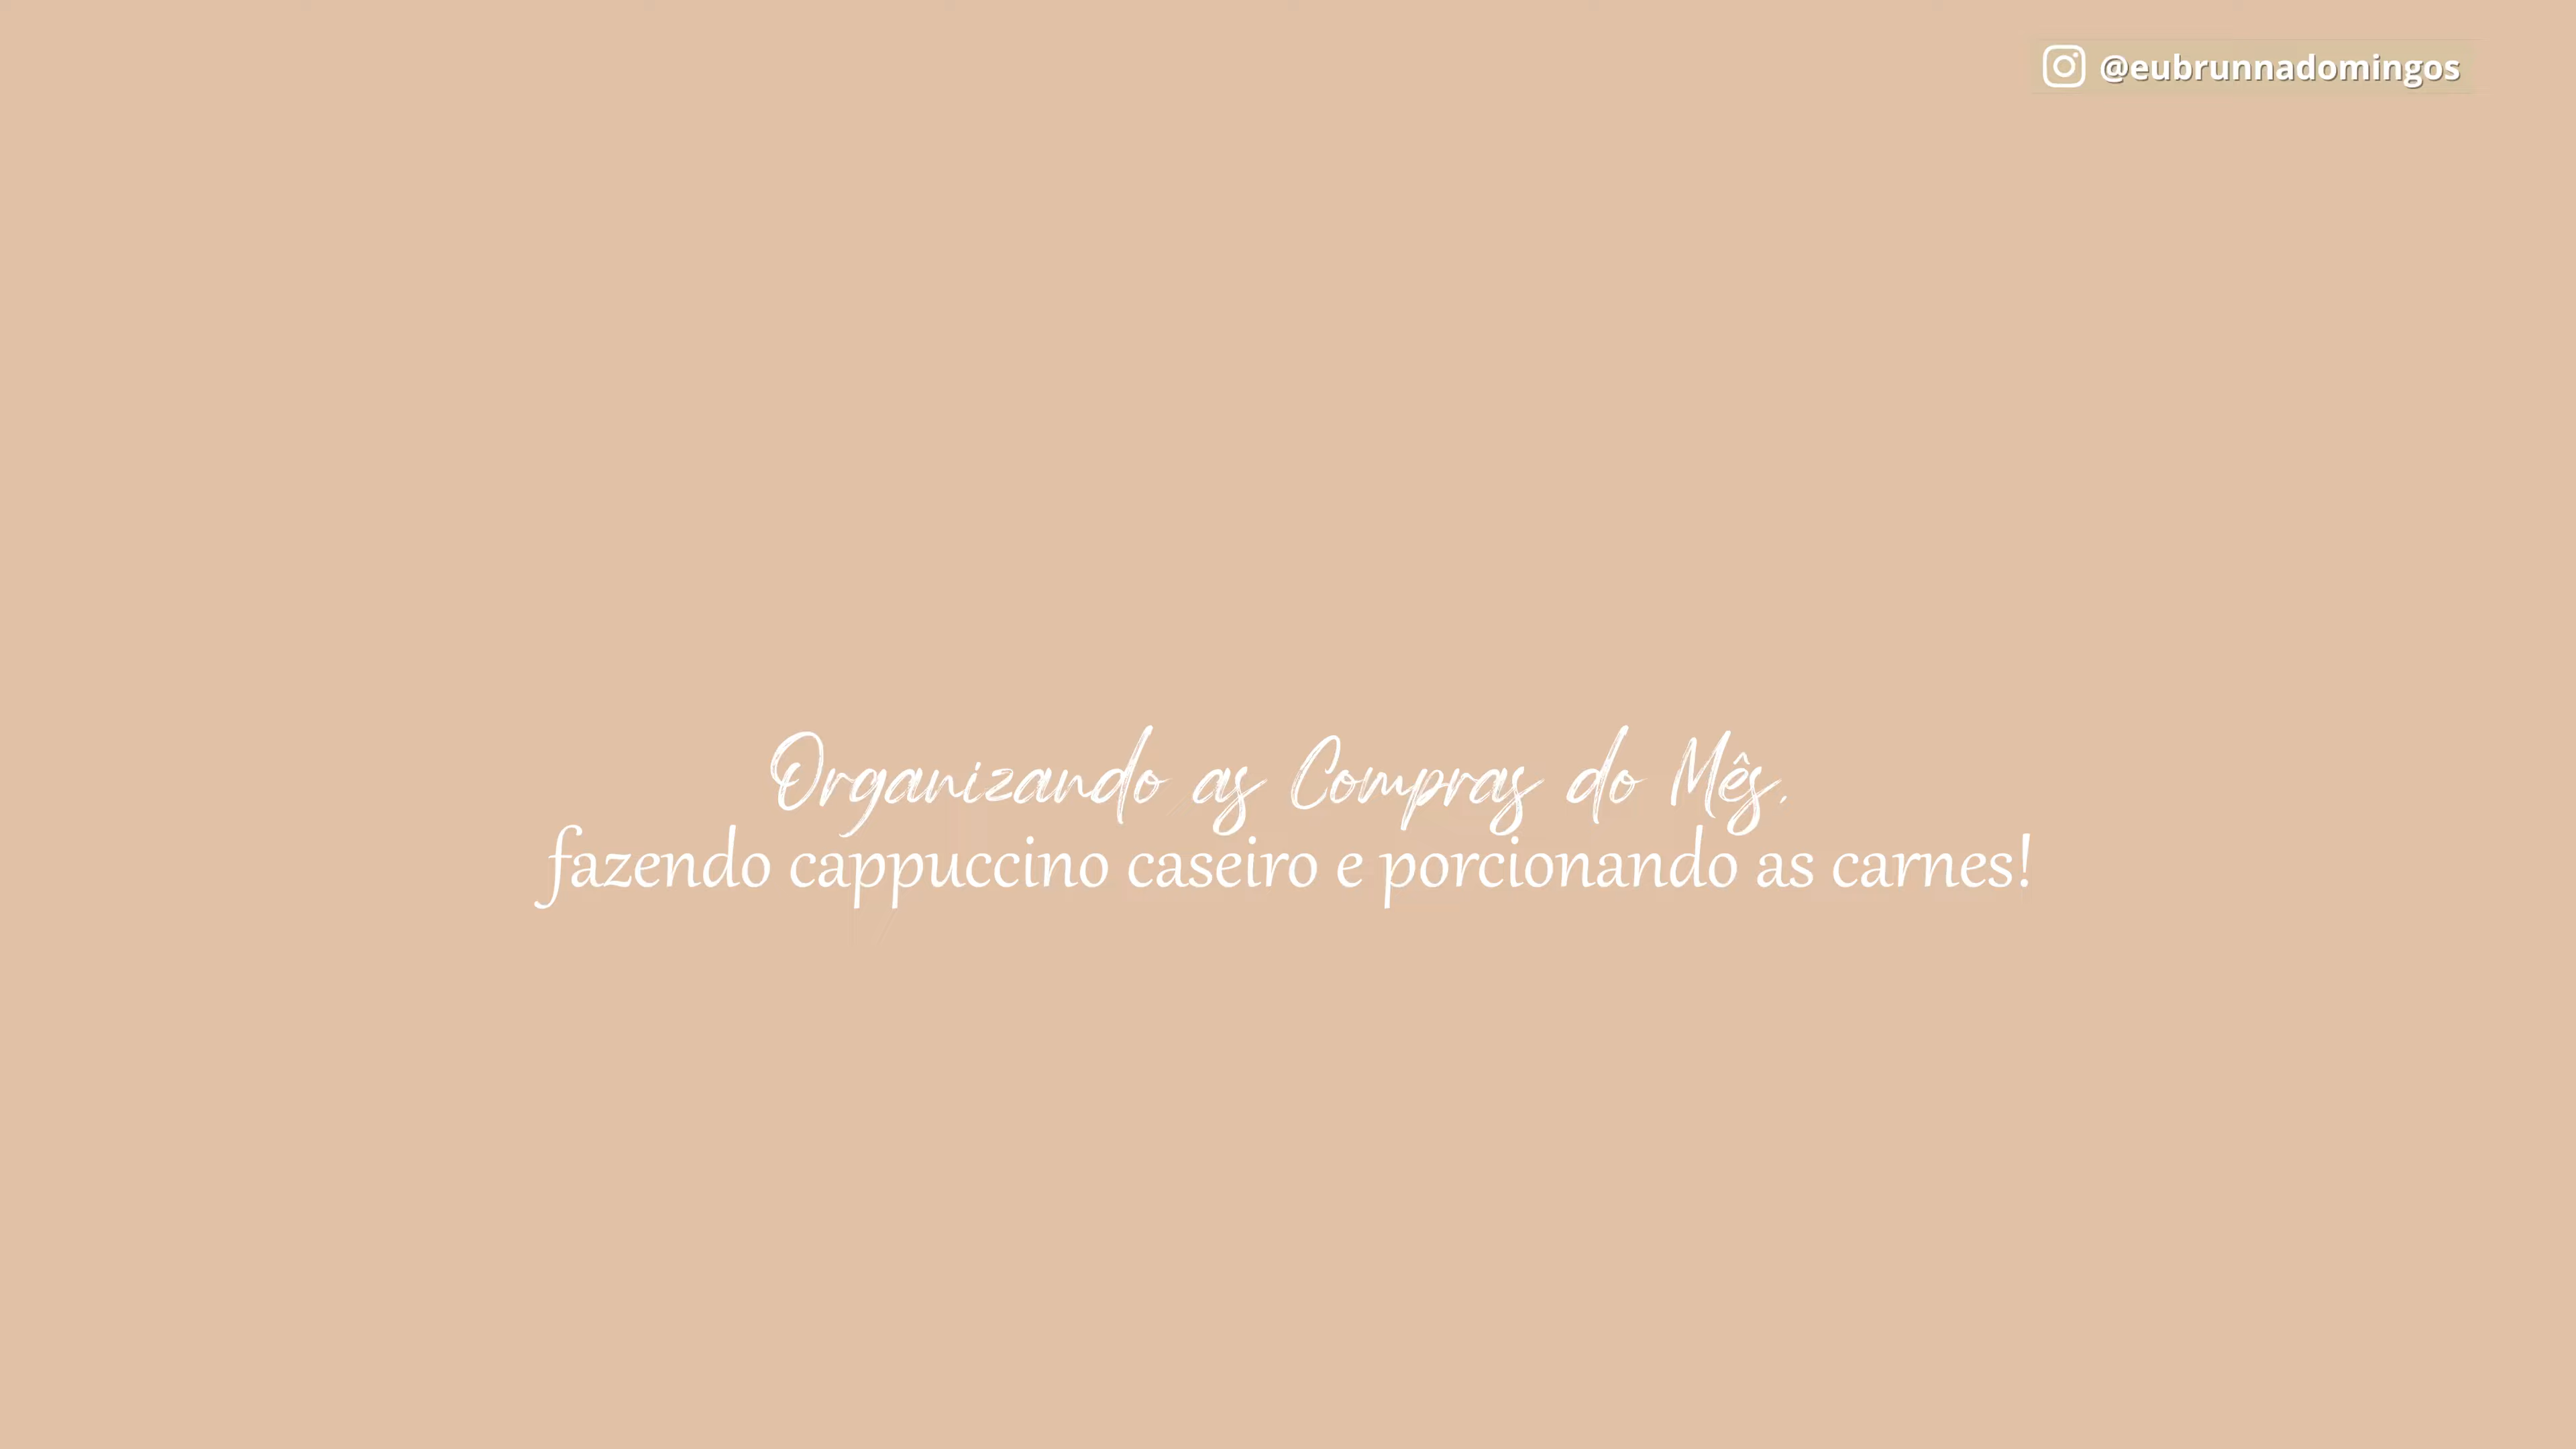 @eubrunnadomingos
Organizando as Compras do Mês,
fazendo cappuccino caseiro e porcionando as carnes!